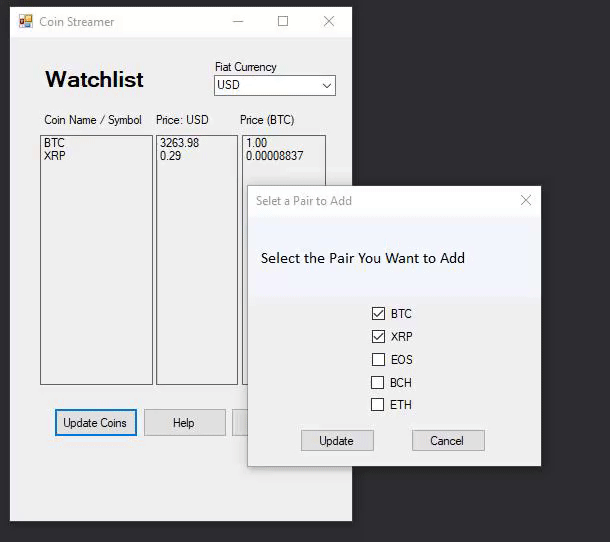 Coin Streamer
Watchlist
Fiat Currency
USD
Coin Name / Symbol Price: USD Price (BTC)
BTC 3263.98 1.00
XRP 0.29 0.00008837
Selet a Pair to Add
Select the Pair You Want to Add
BTC
XRP
EOS
BCH
ETH
Update Cancel
Update Coins Help